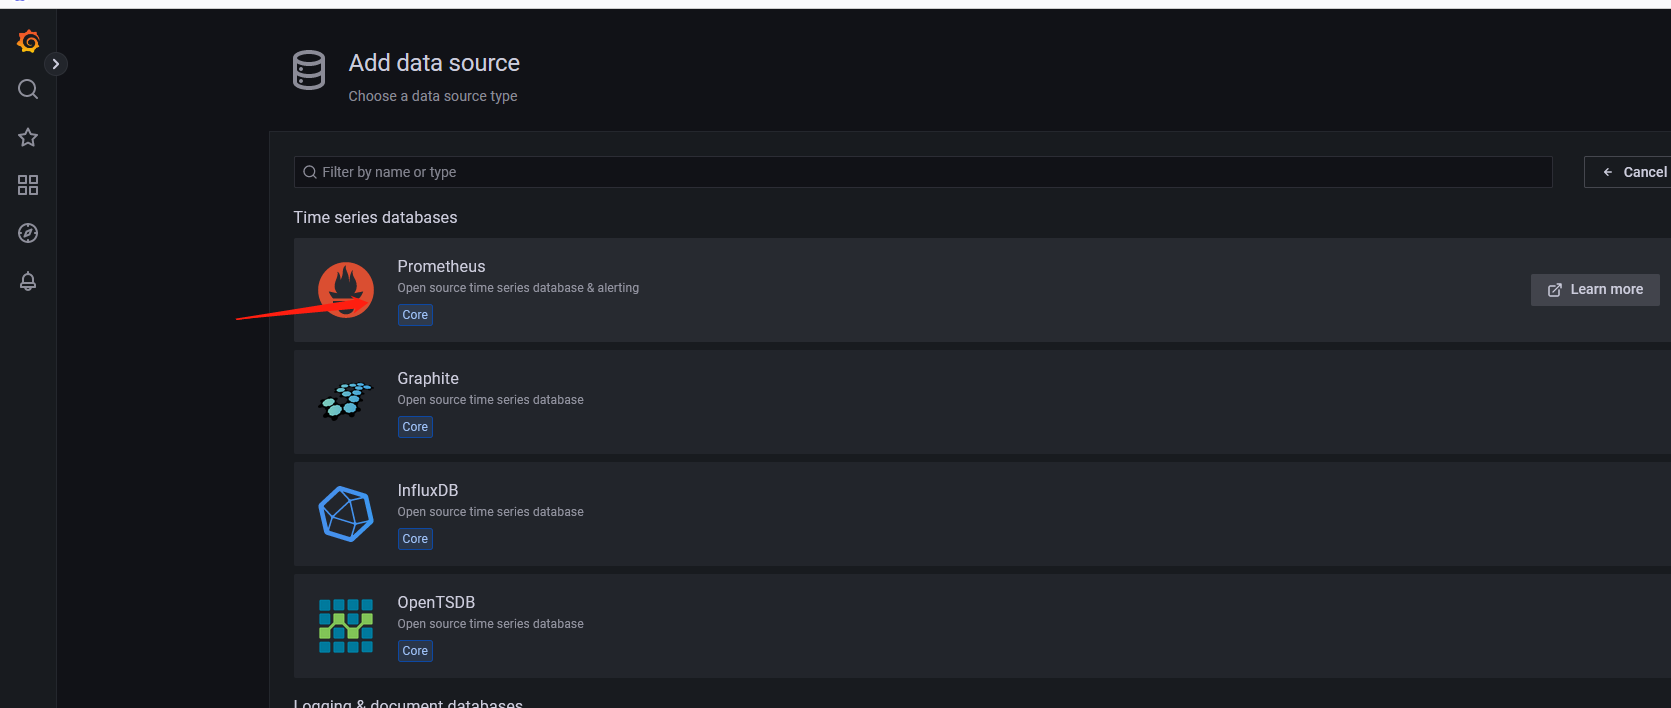 Add data source
Choose a data source type
Filter by name or type
Cancel
Time series databases
Prometheus
Open source time series database & alerting
Core
Learn more
Graphite
Open source time series database
Core
InfluxDB
Open source time series database
Core
OpenTSDB
Open source time series database
Core
Logging & document databases